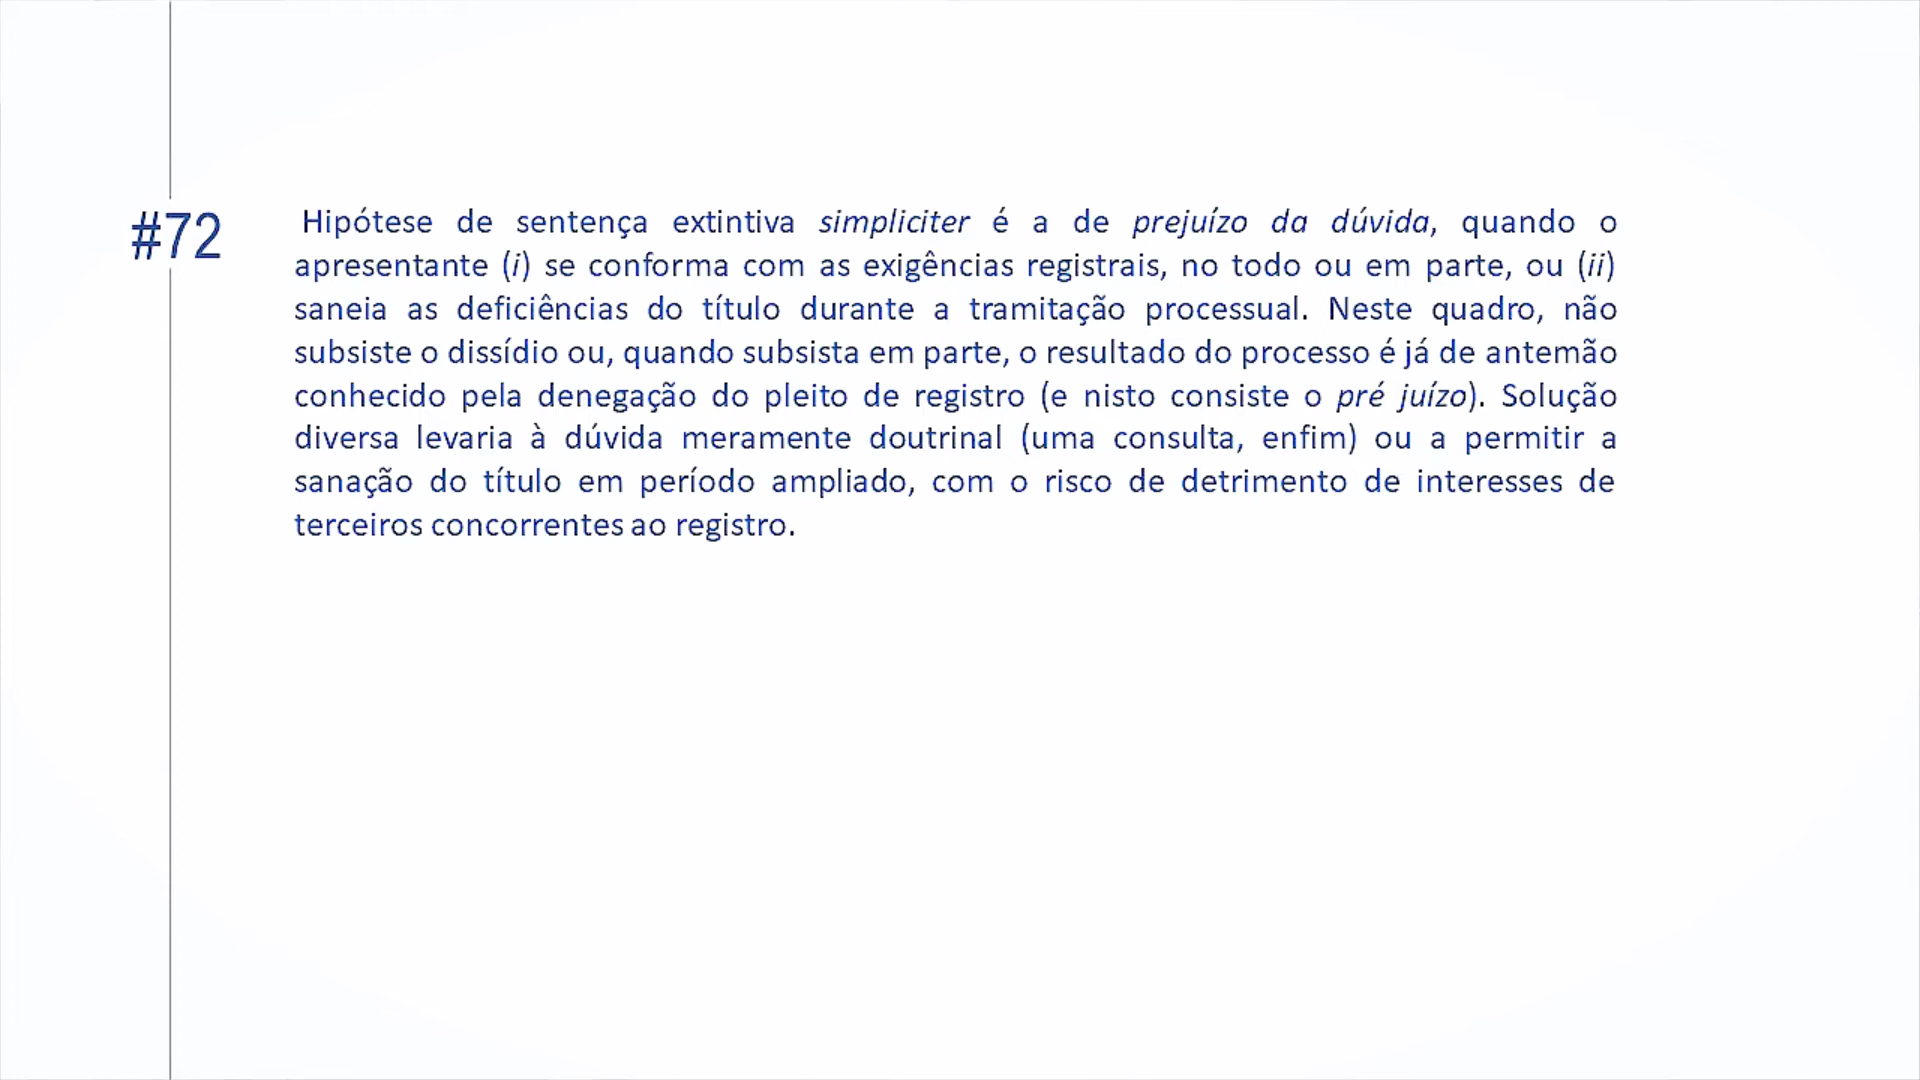 #72
Hipótese de sentença extintiva simpliciter é a de prejuízo da dúvida, quando o
apresentante (i) se conforma com as exigências registrais, no todo ou em parte, ou (ii)
saneia as deficiências do título durante a tramitação processual. Neste quadro, não
subsiste o dissídio ou, quando subsista em parte, o resultado do processo é já de antemão
conhecido pela denegação do pleito de registro (e nisto consiste o pré juízo). Solução
diversa levaria à dúvida meramente doutrinal (uma consulta, enfim) ou a permitir a
sanação do título em período ampliado, com o risco de detrimento de interesses de
terceiros concorrentes ao registro.